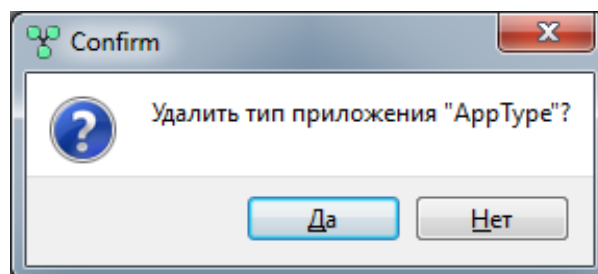 Confirm
Удалить тип приложения "AppType"?
Да
Нет